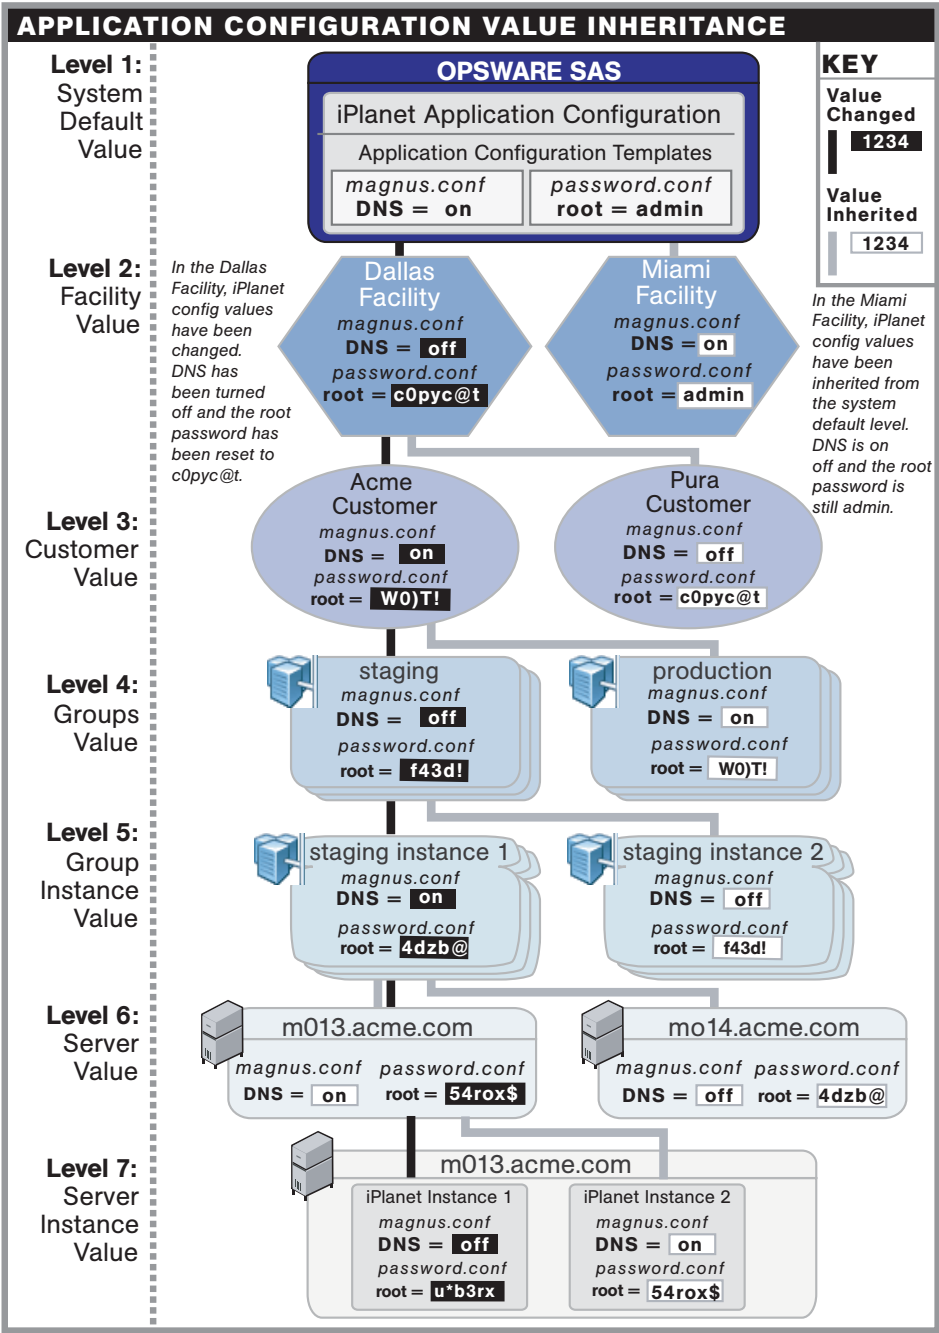 APPLICATION CONFIGURATION VALUE INHERITANCE
Level 1:
System
Default
Value
OPSWARE SAS
iPlanet Application Configuration
Application Configuration Templates
magnus.conf
DNS = on
password.conf
root = admin
KEY
Value
Changed
1234
Value
Inherited
1234
Level 2:
Facility
Value
In the Dallas
Facility, iPlanet
config values
have been
changed.
DNS has
been turned
off and the root
password has
been reset to
c0pyc@t.
Dallas
Facility
magnus.conf
DNS = off
password.conf
root = c0pyc@t
Miami
Facility
magnus.conf
DNS = on
password.conf
root = admin
In the Miami
Facility, iPlanet
config values
have been
inherited from
the system
default level.
DNS is on
off and the root
password is
still admin.
Level 3:
Customer
Value
Acme
Customer
magnus.conf
DNS = on
password.conf
root = W0)T!
Pura
Customer
magnus.conf
DNS = off
password.conf
root = c0pyc@t
Level 4:
Groups
Value
staging
magnus.conf
DNS = off
password.conf
root = f43d!
production
magnus.conf
DNS = on
password.conf
root = W0)T!
Level 5:
Group
Instance
Value
staging instance 1
magnus.conf
DNS = on
password.conf
root = 4dzb@
staging instance 2
magnus.conf
DNS = off
password.conf
root = f43d!
Level 6:
Server
Value
m013.acme.com
magnus.conf password.conf
DNS = on root = 54rox$
mo14.acme.com
magnus.conf password.conf
DNS = off root = 4dzb@
Level 7:
Server
Instance
Value
m013.acme.com
iPlanet Instance 1
magnus.conf
DNS = off
password.conf
root = u*b3rx
iPlanet Instance 2
magnus.conf
DNS = on
password.conf
root = 54rox$